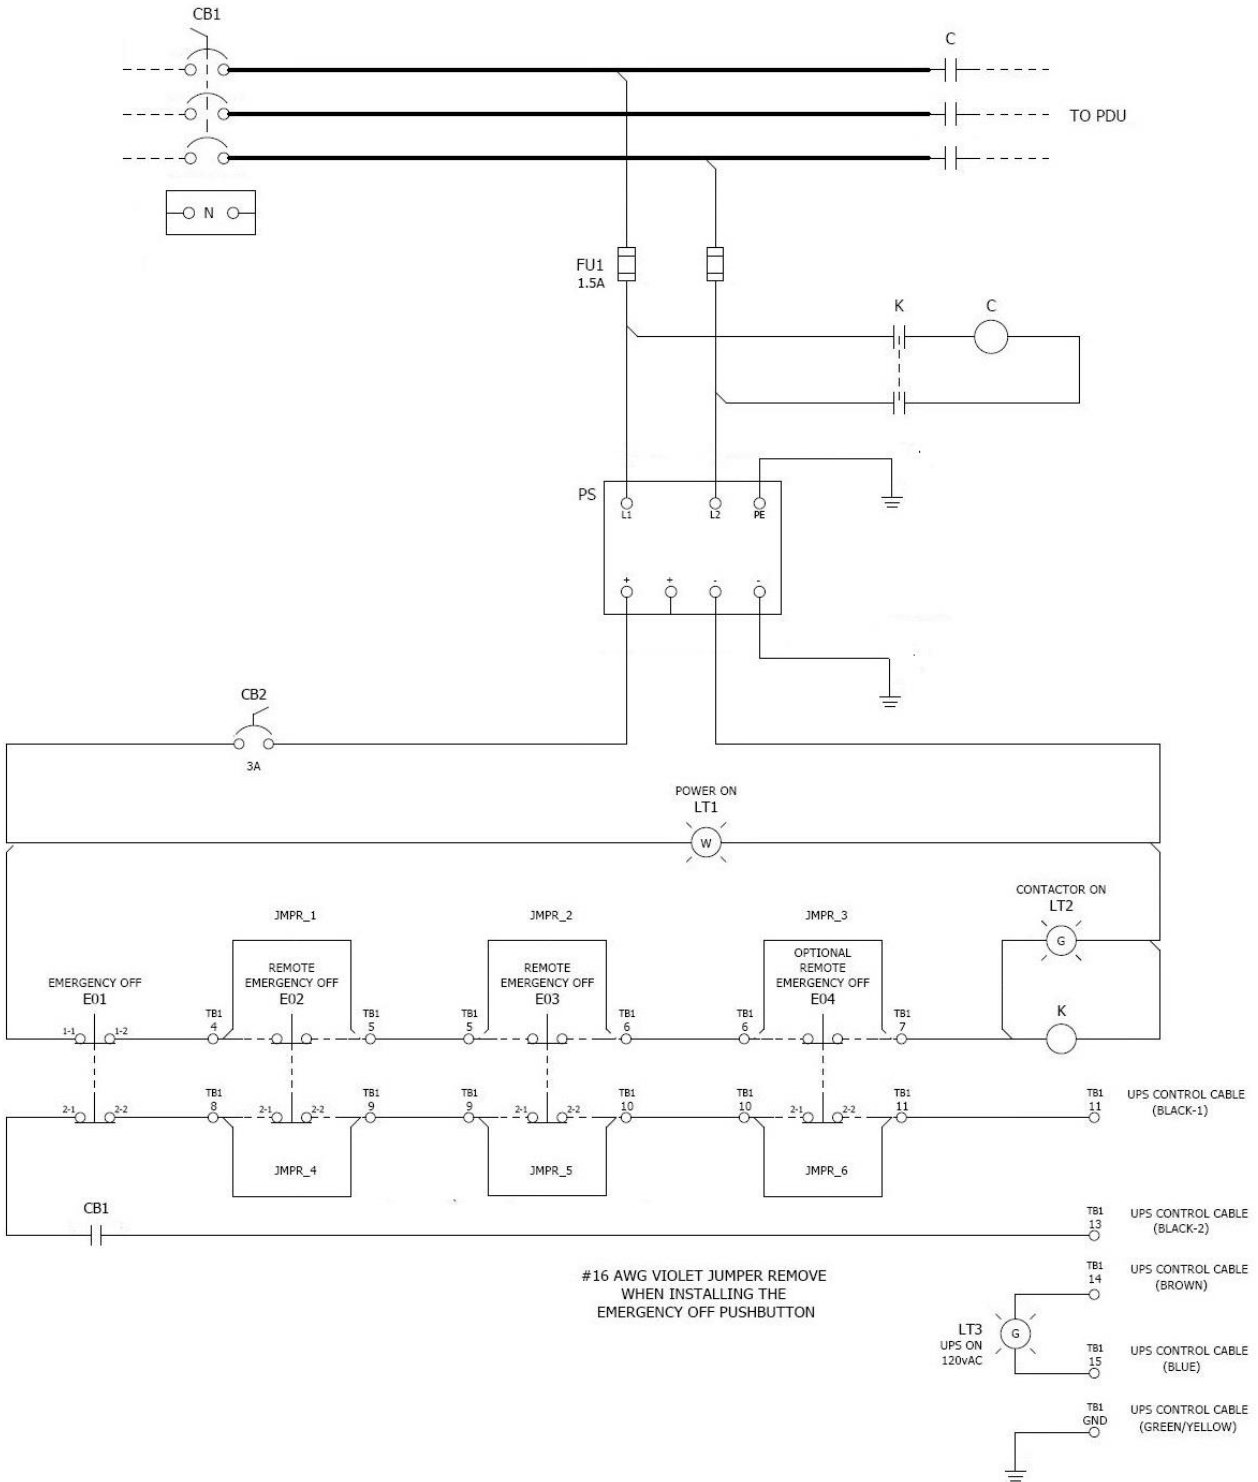 CB1
C
TO PDU
N
FU1
1.5A
K
C
PS
L1
L2
PE
+
+
-
-
CB2
3A
POWER ON
LT1
W
CONTACTOR ON
LT2
G
JMPR_1
JMPR_2
JMPR_3
EMERGENCY OFF
E01
REMOTE
EMERGENCY OFF
E02
REMOTE
EMERGENCY OFF
E03
OPTIONAL
REMOTE
EMERGENCY OFF
E04
K
1-1
1-2
TB1
4
TB1
5
TB1
5
TB1
6
TB1
6
TB1
7
2-1
2-2
TB1
8
2-1
2-2
TB1
9
TB1
9
2-1
2-2
TB1
10
TB1
10
2-1
2-2
TB1
11
TB1
11
UPS CONTROL CABLE
(BLACK-1)
JMPR_4
JMPR_5
JMPR_6
CB1
TB1
13
UPS CONTROL CABLE
(BLACK-2)
#16 AWG VIOLET JUMPER REMOVE
WHEN INSTALLING THE
EMERGENCY OFF PUSHBUTTON
TB1
14
UPS CONTROL CABLE
(BROWN)
LT3
UPS ON
120vAC
G
TB1
15
UPS CONTROL CABLE
(BLUE)
TB1
GND
UPS CONTROL CABLE
(GREEN/YELLOW)